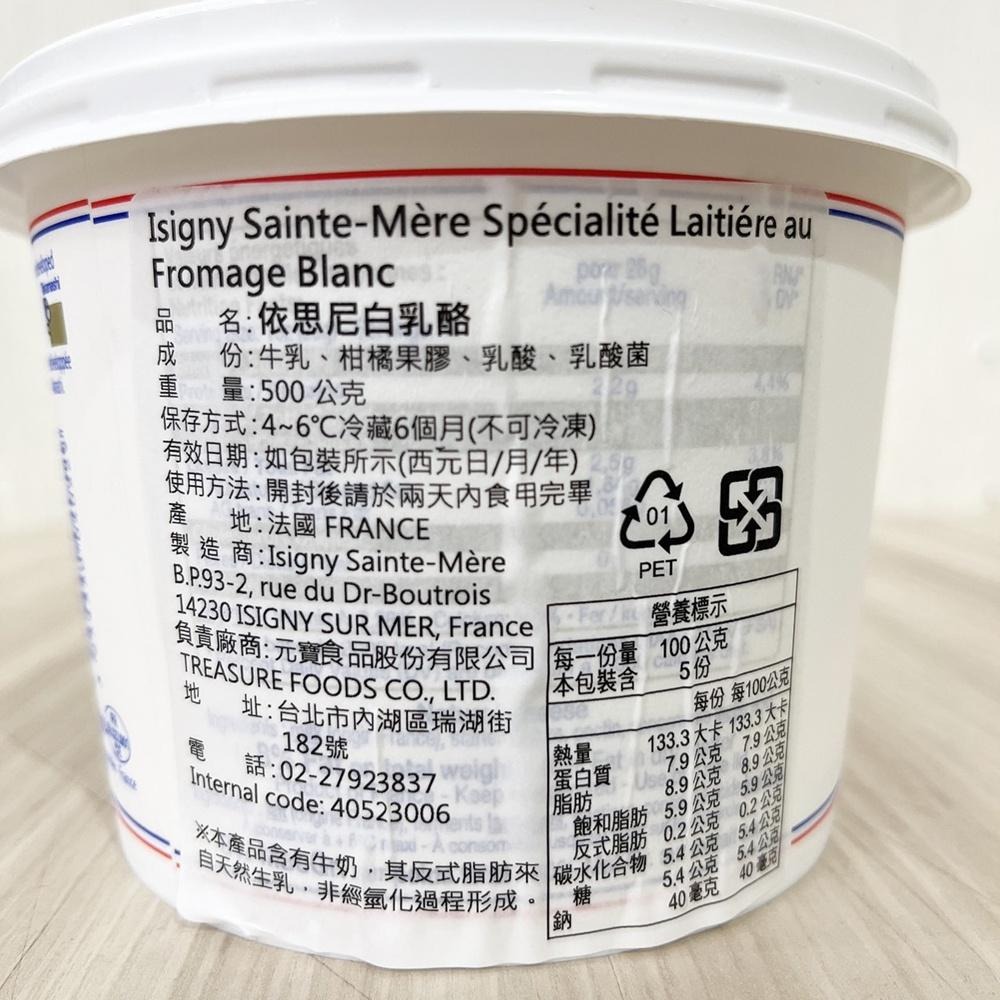 Isigny Sainte-Mère Spécialité Laitiére au
Fromage Blanc
品 名:依思尼白乳酪
成 份:牛乳、柑橘果膠、乳酸、乳酸菌
重 量:500 公克
保存方式:4~6℃冷藏6個月(不可冷凍)
有效日期:如包裝所示(西元日/月/年)
使用方法:開封後請於兩天內食用完畢
產 地:法國 FRANCE
製 造 商:Isigny Sainte-Mère
B.P.93-2, rue du Dr-Boutrois
14230 ISIGNY SUR MER, France
負責廠商:元寶食品股份有限公司
TREASURE FOODS CO., LTD.
地 址:台北市內湖區瑞湖街
182號
電 話:02-27923837
Internal code: 40523006
※本產品含有牛奶,其反式脂肪來
自天然生乳,非經氫化過程形成。
01
PET
營養標示
每一份量 100 公克
本包裝含 5 份
每份 每100公克
熱量 133.3 大卡 133.3 大卡
蛋白質 7.9 公克 7.9 公克
脂肪 8.9 公克 8.9 公克
飽和脂肪 5.9 公克 5.9 公克
反式脂肪 0.2 公克 0.2 公克
碳水化合物 5.4 公克 5.4 公克
糖 5.4 公克 5.4 公克
鈉 40 毫克 40 毫克